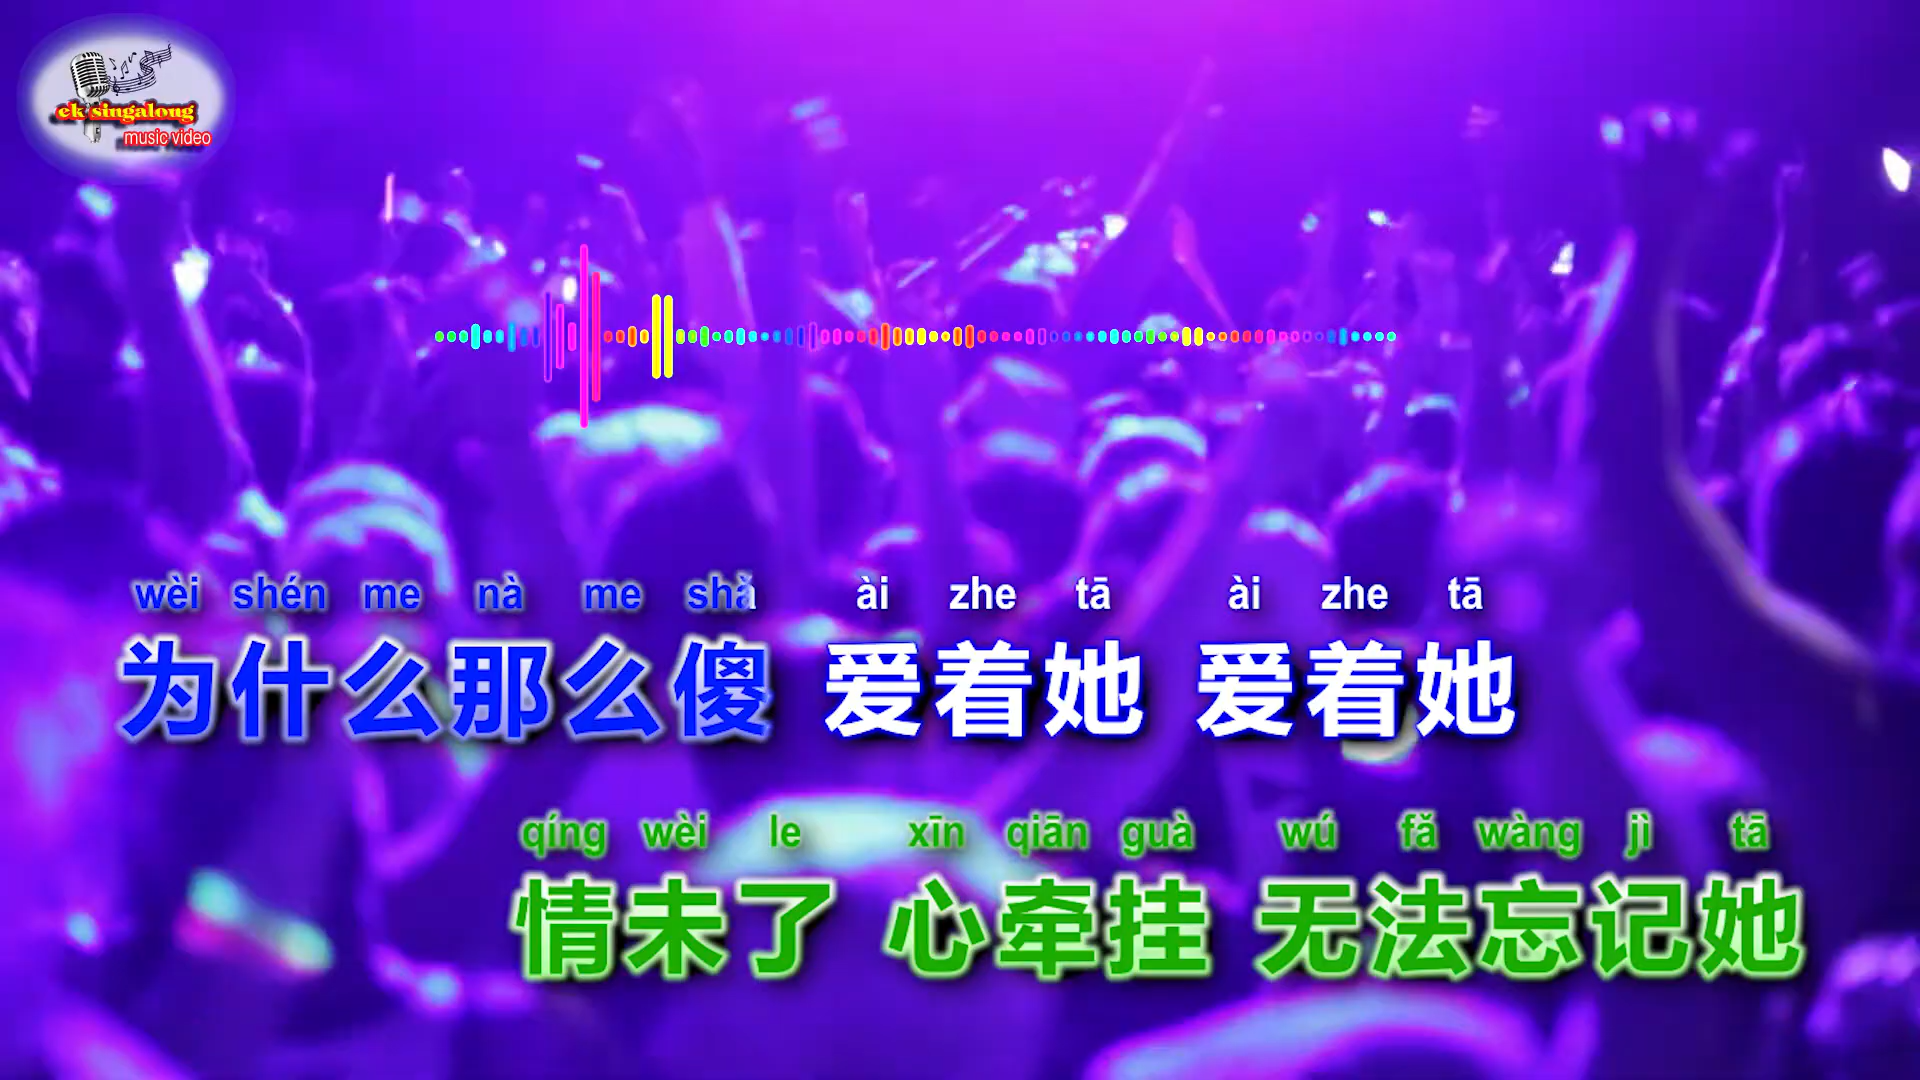 ek singalong
music video
wèi shén me nà me shǎ ài zhe tā ài zhe tā
为什么那么傻 爱着她 爱着她
qíng wèi le xīn qiān guà wú fǎ wàng jì tā
情未了 心牵挂 无法忘记她